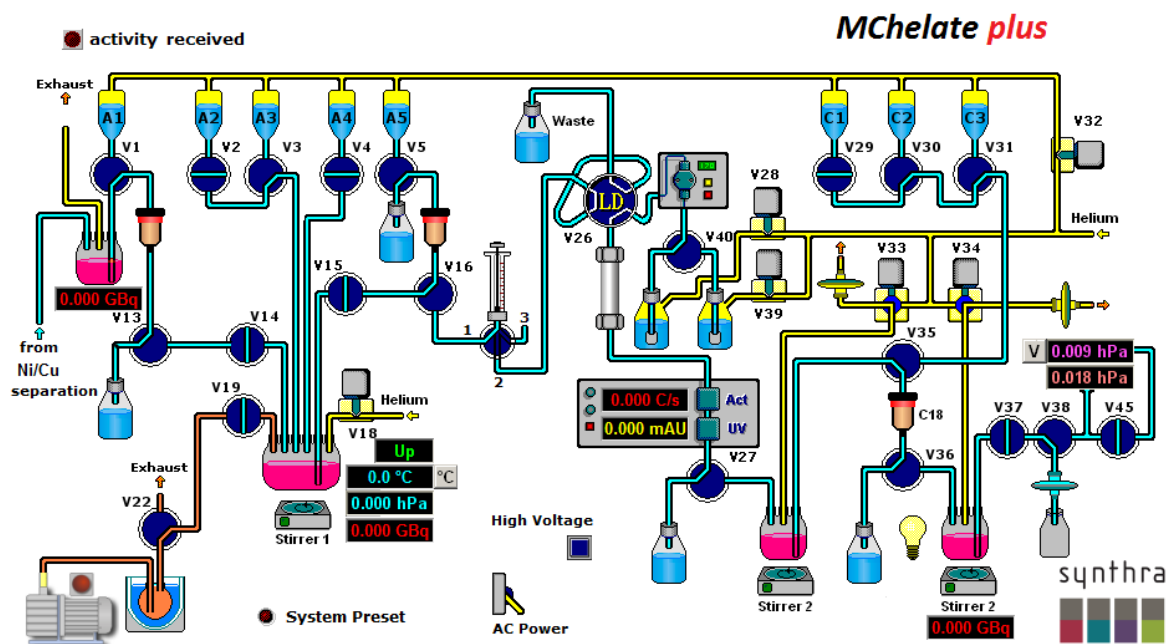 MChelate plus
activity received
Exhaust
A1
A2
A3
A4
A5
Waste
C1
C2
C3
V32
V1
V2
V3
V4
V5
V29
V30
V31
V28
LD
V26
Helium
V40
V33
V34
V15
V16
0.000 GBq
V39
V13
V14
1
3
2
V35
from
Ni/Cu
separation
V
0.009 hPa
0.018 hPa
V19
Helium
0.000 C/s
Act
C18
V37
V38
V45
0.000 mAU
UV
V18
Up
V27
V36
Exhaust
0.0 °C
°C
V22
0.000 hPa
High Voltage
0.000 GBq
Stirrer 1
synthra
Stirrer 2
Stirrer 2
System Preset
AC Power
0.000 GBq